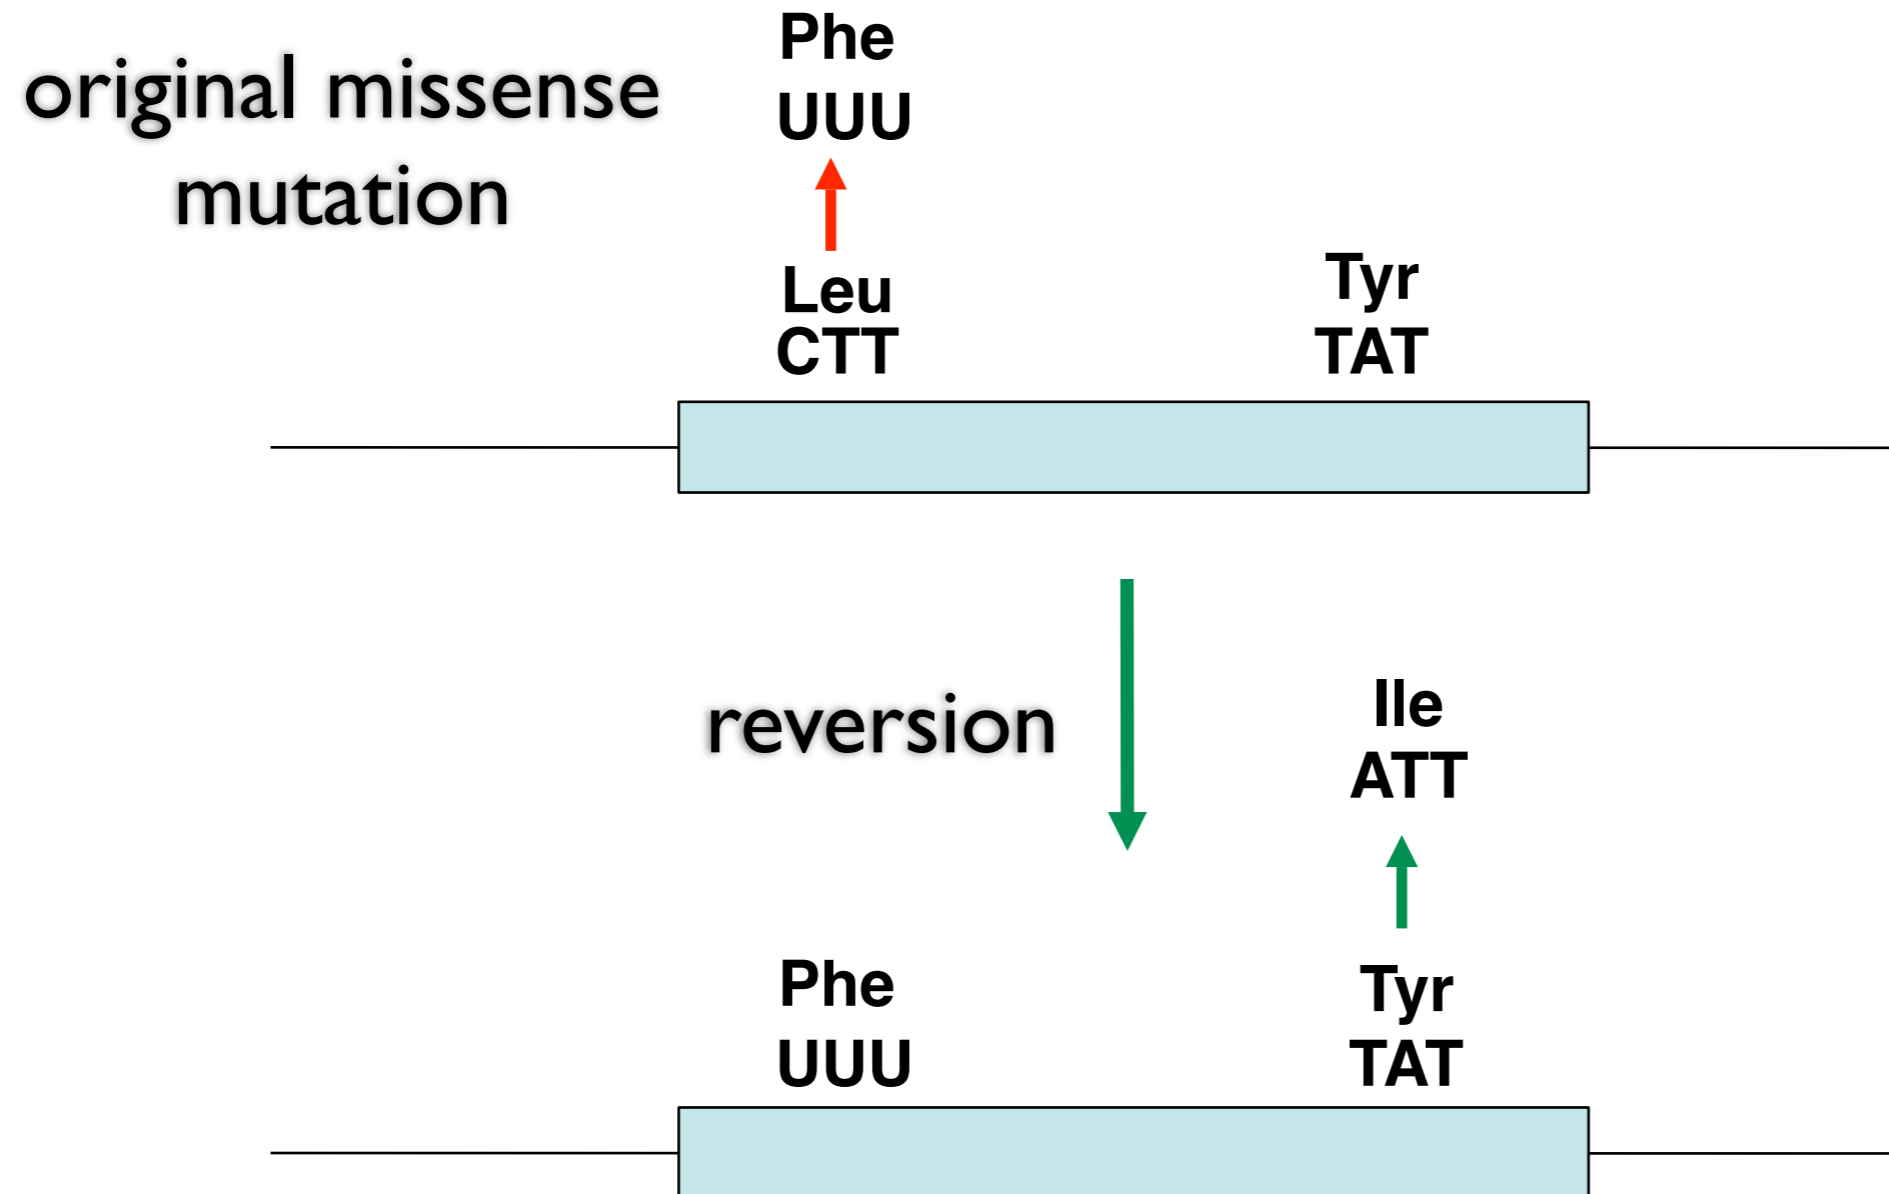 original missense
mutation
Phe
UUU
Leu
CTT
Tyr
TAT
reversion
Ile
ATT
Phe
UUU
Tyr
TAT